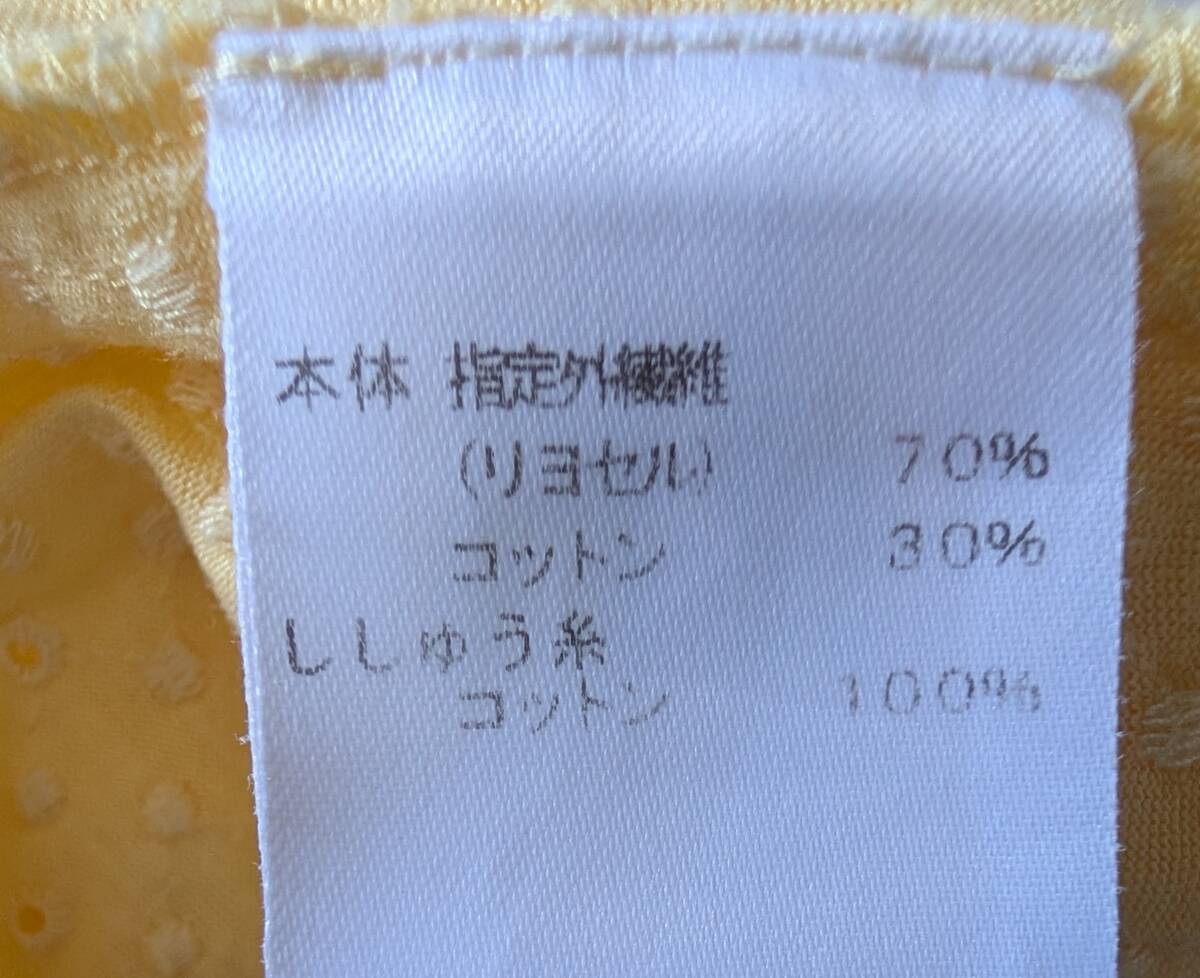 本体 指定外繊維
(リヨセル) 70%
コットン 30%
ししゅう糸
コットン 100%